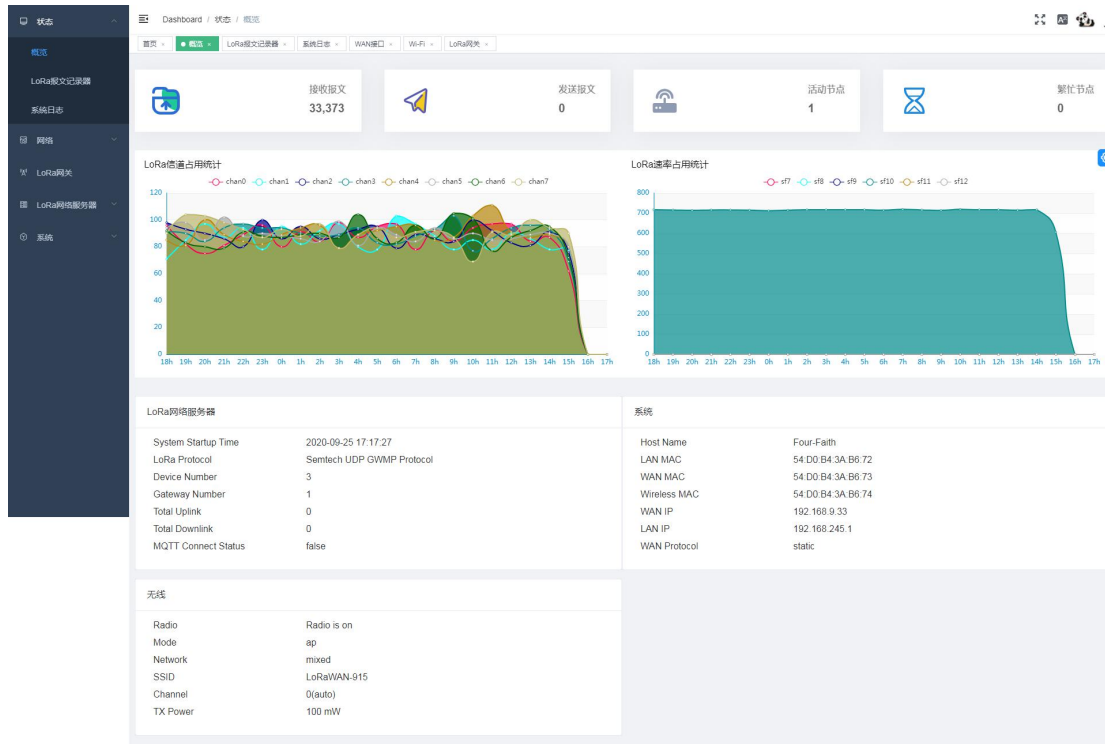 状态
概览
LoRa报文记录器
系统日志
网络
LoRa网关
LoRa网络服务器
系统
Dashboard / 状态 / 概览
首页 × 概览 × LoRa报文记录器 × 系统日志 × WAN接口 × Wi-Fi × LoRa网关 ×
接收报文
33,373
发送报文
0
活动节点
1
繁忙节点
0
LoRa信道占用统计
chan0 chan1 chan2 chan3 chan4 chan5 chan6 chan7
120
100
80
60
40
20
0
18h 19h 20h 21h 22h 23h 0h 1h 2h 3h 4h 5h 6h 7h 8h 9h 10h 11h 12h 13h 14h 15h 16h 17h
LoRa速率占用统计
sf7 sf8 sf9 sf10 sf11 sf12
800
700
600
500
400
300
200
100
0
18h 19h 20h 21h 22h 23h 0h 1h 2h 3h 4h 5h 6h 7h 8h 9h 10h 11h 12h 13h 14h 15h 16h 17h
LoRa网络服务器
System Startup Time 2020-09-25 17:17:27
LoRa Protocol Semtech UDP GWMP Protocol
Device Number 3
Gateway Number 1
Total Uplink 0
Total Downlink 0
MQTT Connect Status false
系统
Host Name Four-Faith
LAN MAC 54:D0:B4:3A:B6:72
WAN MAC 54:D0:B4:3A:B6:73
Wireless MAC 54:D0:B4:3A:B6:74
WAN IP 192.168.9.33
LAN IP 192.168.245.1
WAN Protocol static
无线
Radio Radio is on
Mode ap
Network mixed
SSID LoRaWAN-915
Channel 0(auto)
TX Power 100 mW